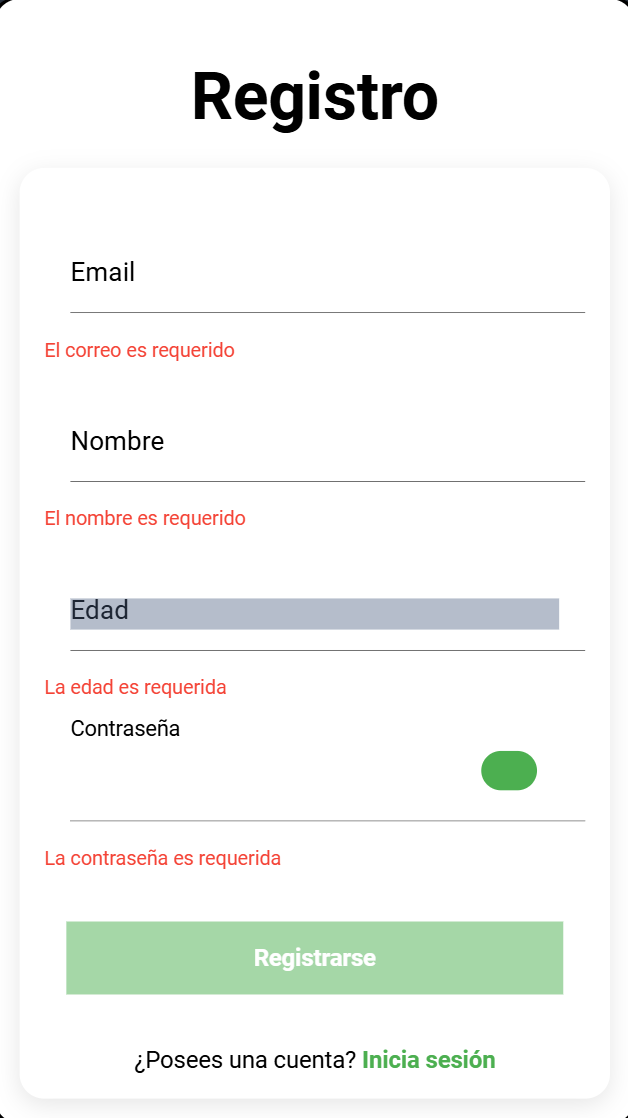 Registro
Email
El correo es requerido
Nombre
El nombre es requerido
Edad
La edad es requerida
Contraseña
La contraseña es requerida
Registrarse
¿Posees una cuenta? Inicia sesión